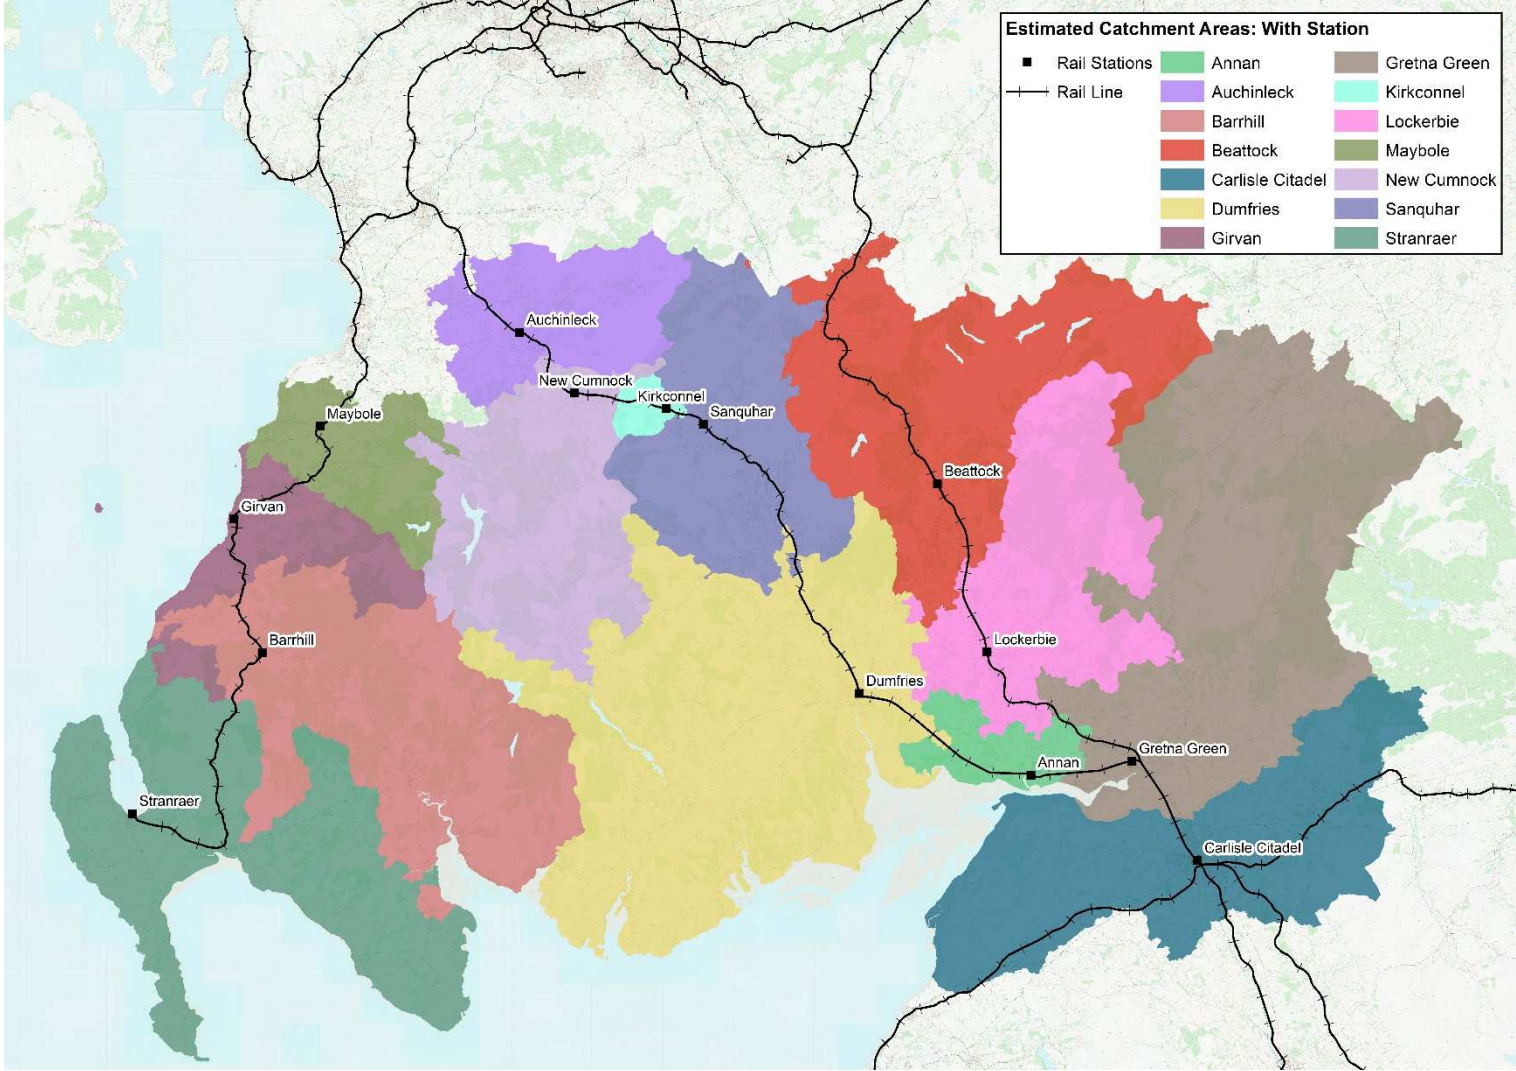 Estimated Catchment Areas: With Station
Rail Stations
Rail Line
Annan
Auchinleck
Barrhill
Beattock
Carlisle Citadel
Dumfries
Girvan
Gretna Green
Kirkconnel
Lockerbie
Maybole
New Cumnock
Sanquhar
Stranraer
Auchinleck
New Cumnock
Kirkconnel
Sanquhar
Maybole
Beattock
Girvan
Barrhill
Lockerbie
Dumfries
Gretna Green
Annan
Stranraer
Carlisle Citadel